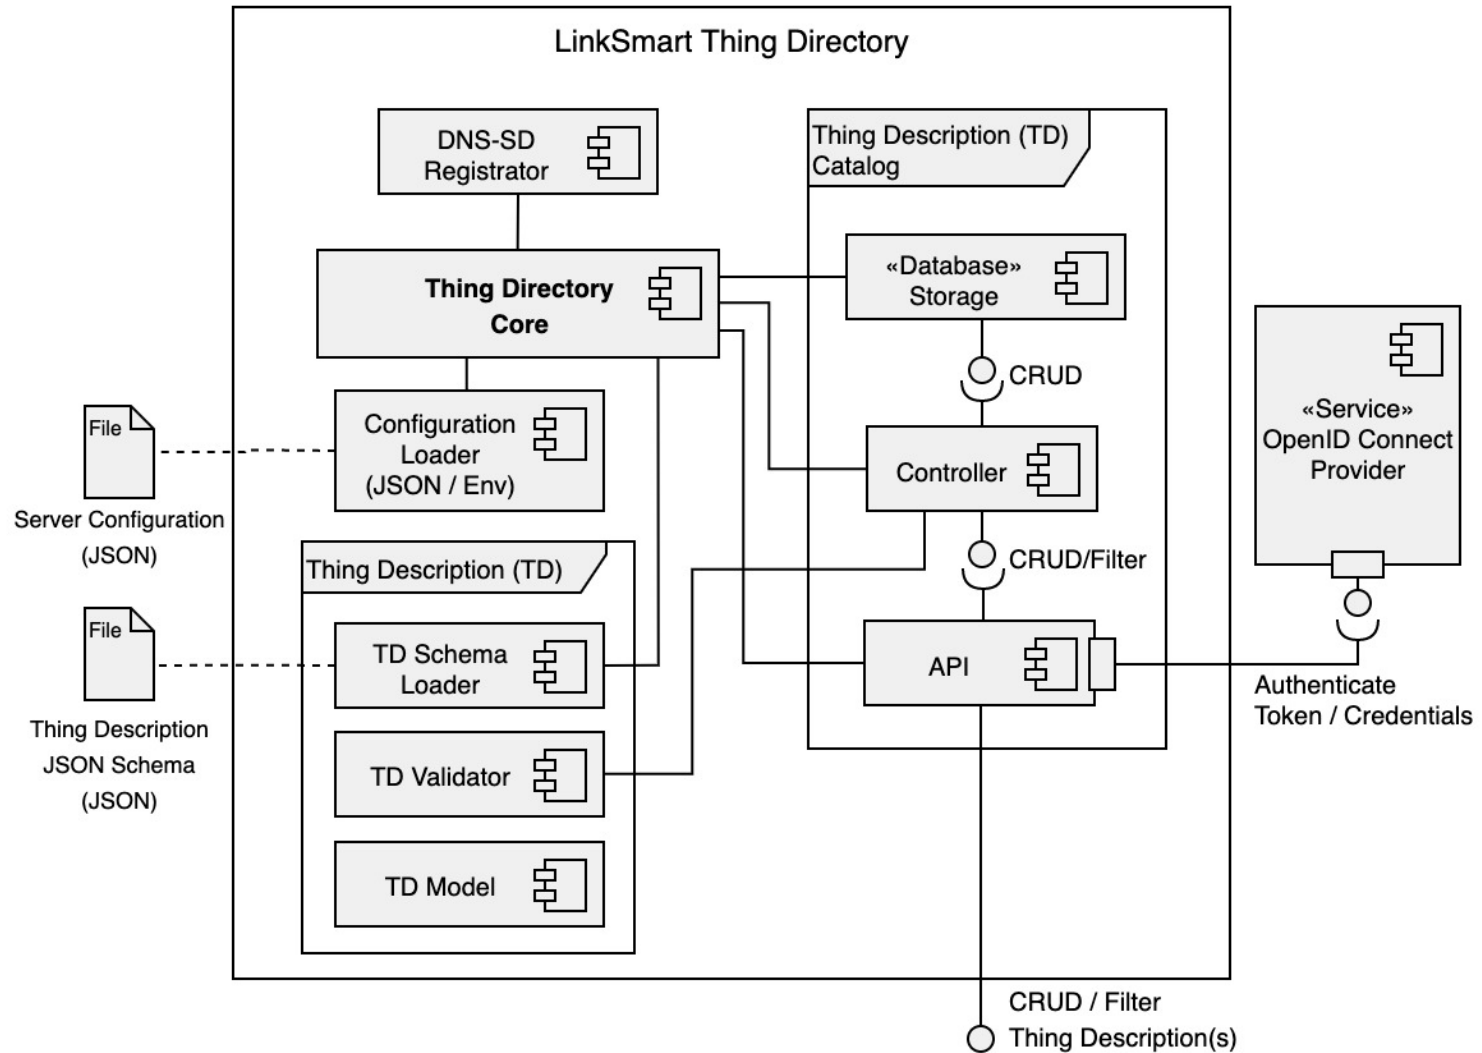 LinkSmart Thing Directory
DNS-SD
Registrator
Thing Description (TD)
Catalog
Thing Directory
Core
«Database»
Storage
CRUD
«Service»
OpenID Connect
Provider
File
Server Configuration
(JSON)
Configuration
Loader
(JSON / Env)
Controller
CRUD/Filter
Thing Description (TD)
File
Thing Description
JSON Schema
(JSON)
TD Schema
Loader
API
Authenticate
Token / Credentials
TD Validator
TD Model
CRUD / Filter
Thing Description(s)